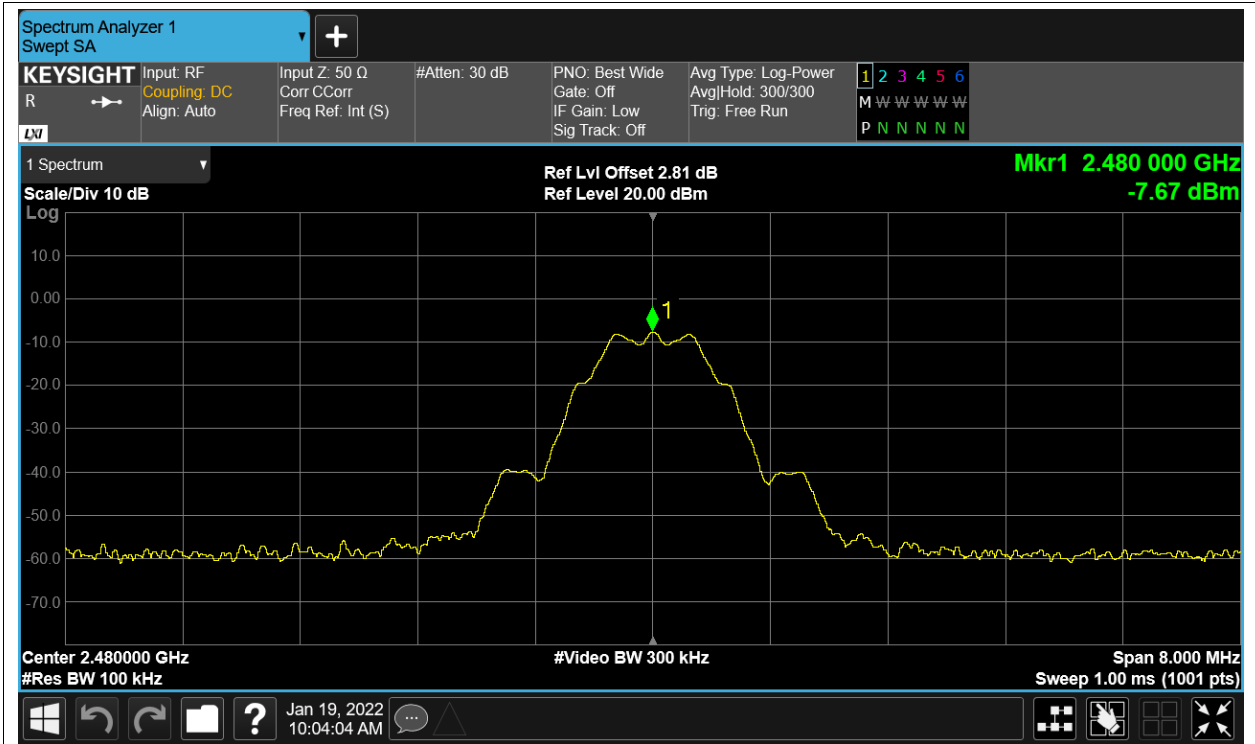 Spectrum Analyzer 1
Swept SA
+
KEYSIGHT
R
LXI
Input: RF
Coupling: DC
Align: Auto
Input Z: 50 Ω
Corr CCorr
Freq Ref: Int (S)
#Atten: 30 dB
PNO: Best Wide
Gate: Off
IF Gain: Low
Sig Track: Off
Avg Type: Log-Power
Avg|Hold: 300/300
Trig: Free Run
1 2 3 4 5 6
M W W W W W
P N N N N N
1 Spectrum
Scale/Div 10 dB
Log
Ref Lvl Offset 2.81 dB
Ref Level 20.00 dBm
Mkr1 2.480 000 GHz
-7.67 dBm
10.0
0.00
-10.0
-20.0
-30.0
-40.0
-50.0
-60.0
-70.0
1
Center 2.480000 GHz
#Res BW 100 kHz
#Video BW 300 kHz
Span 8.000 MHz
Sweep 1.00 ms (1001 pts)
?
Jan 19, 2022
10:04:04 AM